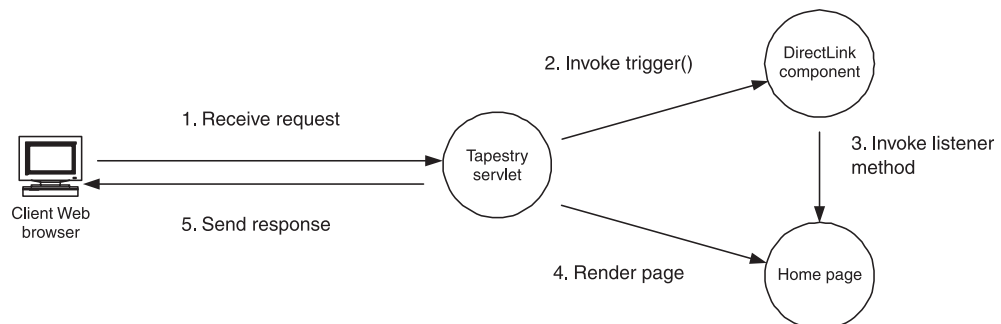 DirectLink
component
2. Invoke trigger()
1. Receive request
3. Invoke listener
method
Tapestry
servlet
Client Web
browser
5. Send response
4. Render page
Home page